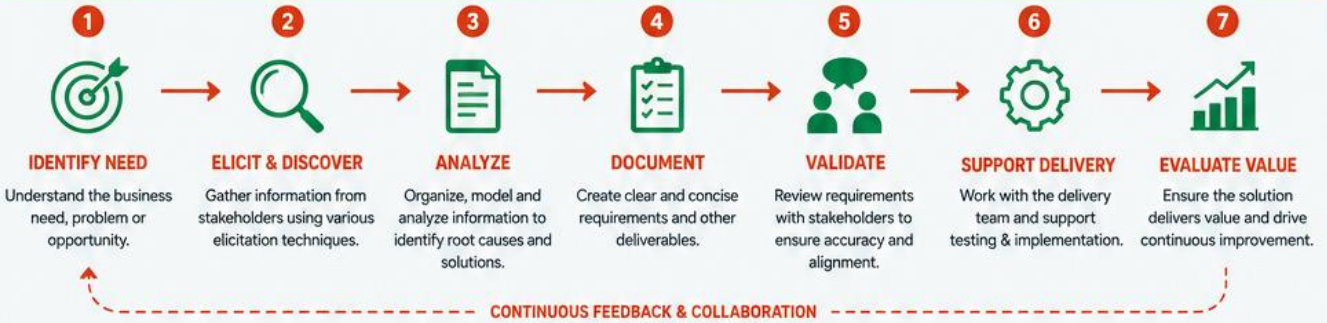 1
2
3
4
5
6
7
IDENTIFY NEED
Understand the business
need, problem or
opportunity.
ELICIT & DISCOVER
Gather information from
stakeholders using various
elicitation techniques.
ANALYZE
Organize, model and
analyze information to
identify root causes and
solutions.
DOCUMENT
Create clear and concise
requirements and other
deliverables.
VALIDATE
Review requirements
with stakeholders to
ensure accuracy and
alignment.
SUPPORT DELIVERY
Work with the delivery
team and support
testing & implementation.
EVALUATE VALUE
Ensure the solution
delivers value and drive
continuous improvement.
CONTINUOUS FEEDBACK & COLLABORATION